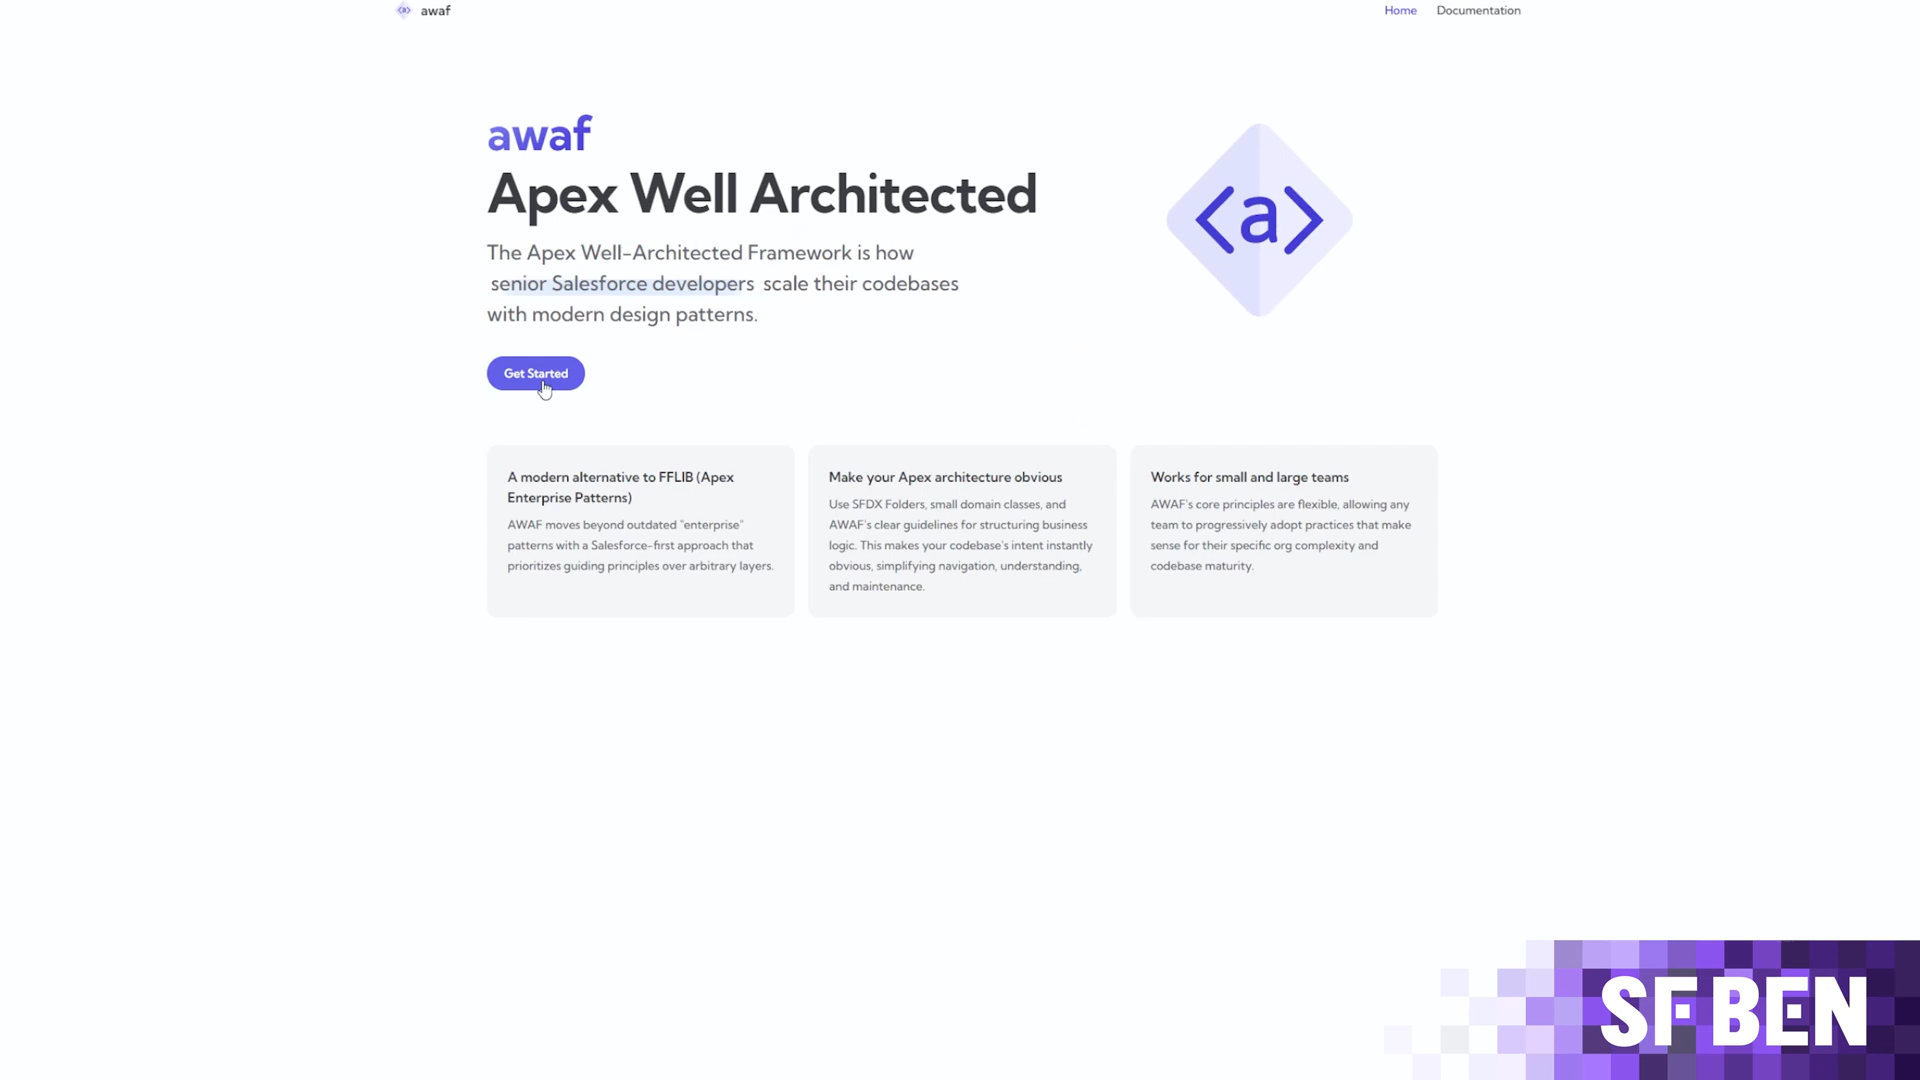 awaf
Home
Documentation
awaf
Apex Well Architected
The Apex Well-Architected Framework is how
senior Salesforce developers scale their codebases
with modern design patterns.
<a>
Get Started
A modern alternative to FFLIB (Apex
Enterprise Patterns)
AWAF moves beyond outdated "enterprise"
patterns with a Salesforce-first approach that
prioritizes guiding principles over arbitrary layers.
Make your Apex architecture obvious
Use SFDX Folders, small domain classes, and
AWAF's clear guidelines for structuring business
logic. This makes your codebase's intent instantly
obvious, simplifying navigation, understanding,
and maintenance.
Works for small and large teams
AWAF's core principles are flexible, allowing any
team to progressively adopt practices that make
sense for their specific org complexity and
codebase maturity.
SF BEN